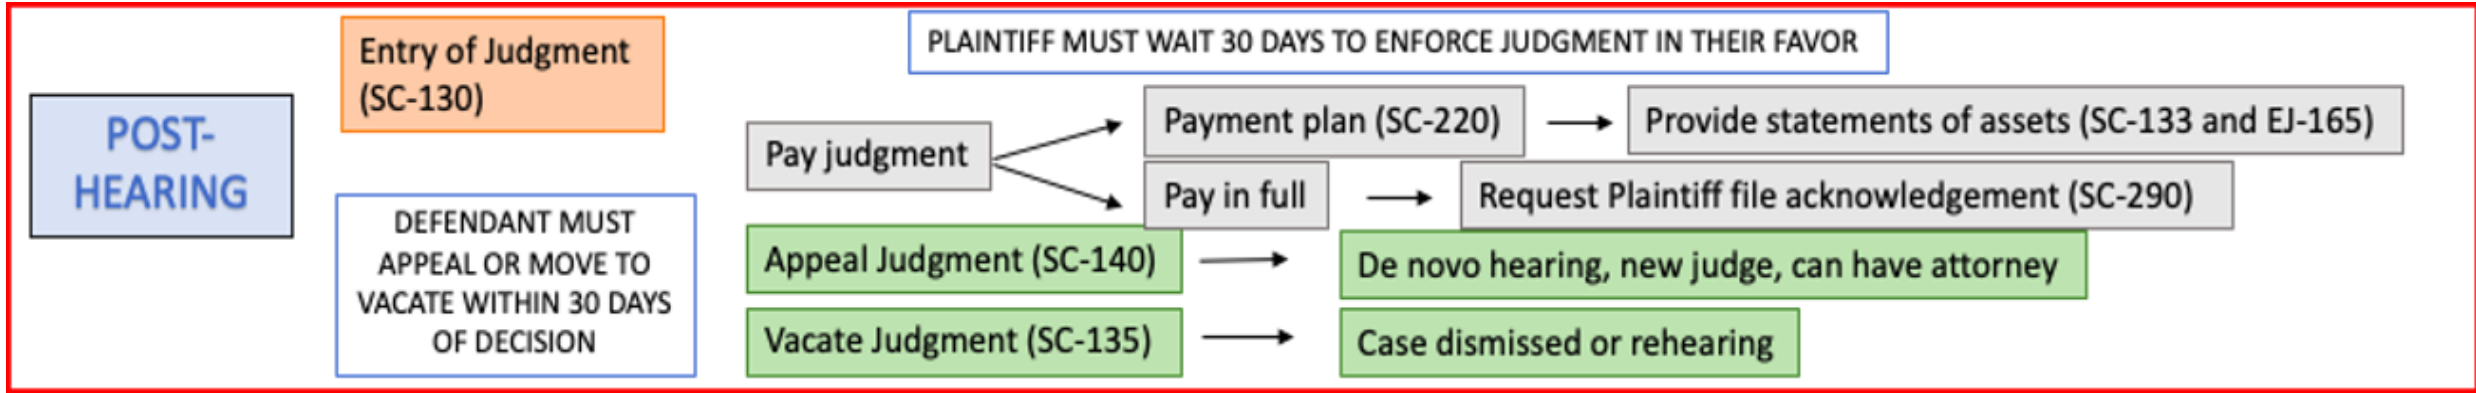 POST-
HEARING
Entry of Judgment
(SC-130)
DEFENDANT MUST
APPEAL OR MOVE TO
VACATE WITHIN 30 DAYS
OF DECISION
PLAINTIFF MUST WAIT 30 DAYS TO ENFORCE JUDGMENT IN THEIR FAVOR
Pay judgment
Payment plan (SC-220)
Provide statements of assets (SC-133 and EJ-165)
Pay in full
Request Plaintiff file acknowledgement (SC-290)
Appeal Judgment (SC-140)
De novo hearing, new judge, can have attorney
Vacate Judgment (SC-135)
Case dismissed or rehearing